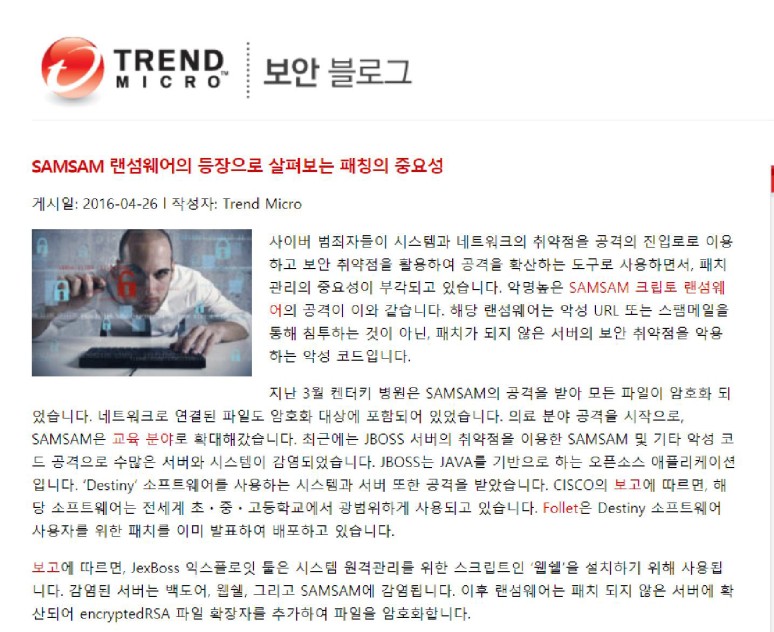 TREND
MICRO™
보안 블로그
SAMSAM 랜섬웨어의 등장으로 살펴보는 패칭의 중요성
게시일: 2016-04-26 | 작성자: Trend Micro
사이버 범죄자들이 시스템과 네트워크의 취약점을 공격의 진입로로 이용
하고 보안 취약점을 활용하여 공격을 확산하는 도구로 사용하면서, 패치
관리의 중요성이 부각되고 있습니다. 악명높은 SAMSAM 크립토 랜섬웨
어의 공격이 이와 같습니다. 해당 랜섬웨어는 악성 URL 또는 스팸메일을
통해 침투하는 것이 아닌, 패치가 되지 않은 서버의 보안 취약점을 악용
하는 악성 코드입니다.
지난 3월 켄터키 병원은 SAMSAM의 공격을 받아 모든 파일이 암호화 되
었습니다. 네트워크로 연결된 파일도 암호화 대상에 포함되어 있었습니다. 의료 분야 공격을 시작으로,
SAMSAM은 교육 분야로 확대해갔습니다. 최근에는 JBOSS 서버의 취약점을 이용한 SAMSAM 및 기타 악성 코
드 공격으로 수많은 서버와 시스템이 감염되었습니다. JBOSS는 JAVA를 기반으로 하는 오픈소스 애플리케이션
입니다. ‘Destiny’ 소프트웨어를 사용하는 시스템과 서버 또한 공격을 받았습니다. CISCO의 보고에 따르면, 해
당 소프트웨어는 전세계 초・중・고등학교에서 광범위하게 사용되고 있습니다. Follet은 Destiny 소프트웨어
사용자를 위한 패치를 이미 발표하여 배포하고 있습니다.
보고에 따르면, JexBoss 익스플로잇 툴은 시스템 원격관리를 위한 스크립트인 ‘웹쉘’을 설치하기 위해 사용됩
니다. 감염된 서버는 백도어, 웹쉘, 그리고 SAMSAM에 감염됩니다. 이후 랜섬웨어는 패치 되지 않은 서버에 확
산되어 encryptedRSA 파일 확장자를 추가하여 파일을 암호화합니다.